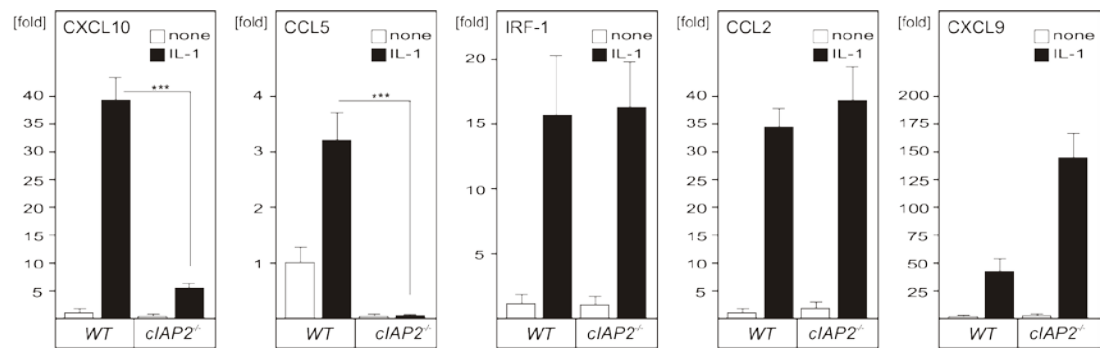 [fold]
CXCL10
none
IL-1
***
40
35
30
25
20
15
10
5
WT
cIAP2-/-
[fold]
CCL5
none
IL-1
***
4
3
2
1
WT
cIAP2-/-
[fold]
IRF-1
none
IL-1
20
15
10
5
WT
cIAP2-/-
[fold]
CCL2
none
IL-1
40
35
30
25
20
15
10
5
WT
cIAP2-/-
[fold]
CXCL9
none
IL-1
200
175
150
125
100
75
50
25
WT
cIAP2-/-